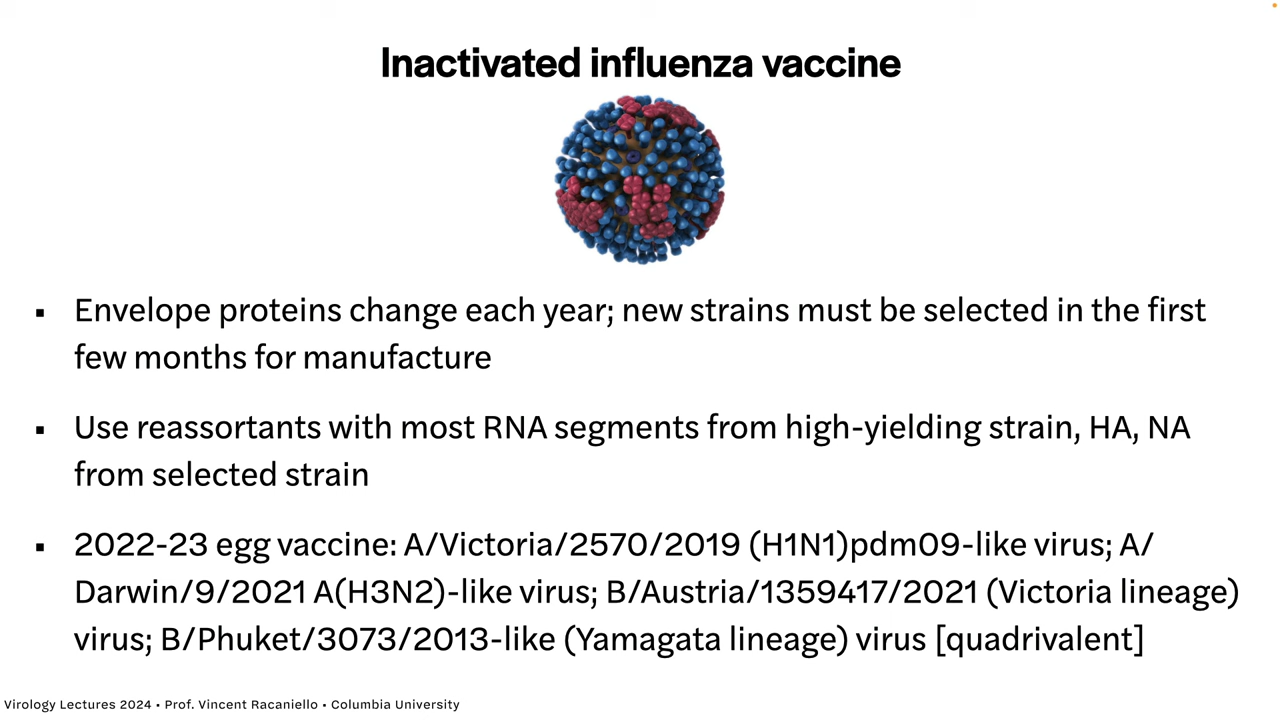 Inactivated influenza vaccine
▪ Envelope proteins change each year; new strains must be selected in the first
few months for manufacture
▪ Use reassortants with most RNA segments from high-yielding strain, HA, NA
from selected strain
▪ 2022-23 egg vaccine: A/Victoria/2570/2019 (H1N1)pdm09-like virus; A/
Darwin/9/2021 A(H3N2)-like virus; B/Austria/1359417/2021 (Victoria lineage)
virus; B/Phuket/3073/2013-like (Yamagata lineage) virus [quadrivalent]
Virology Lectures 2024 • Prof. Vincent Racaniello • Columbia University